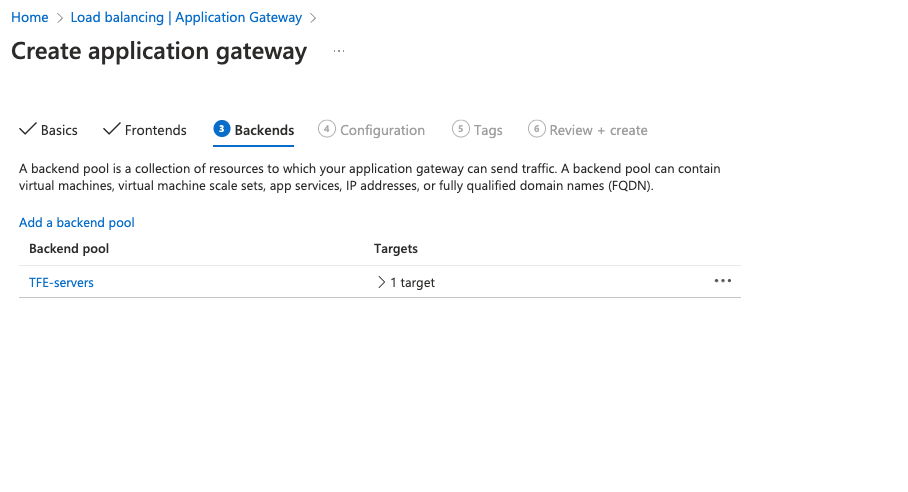 Home > Load balancing | Application Gateway >
Create application gateway ...
Basics Frontends 3 Backends 4 Configuration 5 Tags 6 Review + create
A backend pool is a collection of resources to which your application gateway can send traffic. A backend pool can contain
virtual machines, virtual machine scale sets, app services, IP addresses, or fully qualified domain names (FQDN).
Add a backend pool
Backend pool Targets
TFE-servers > 1 target ...